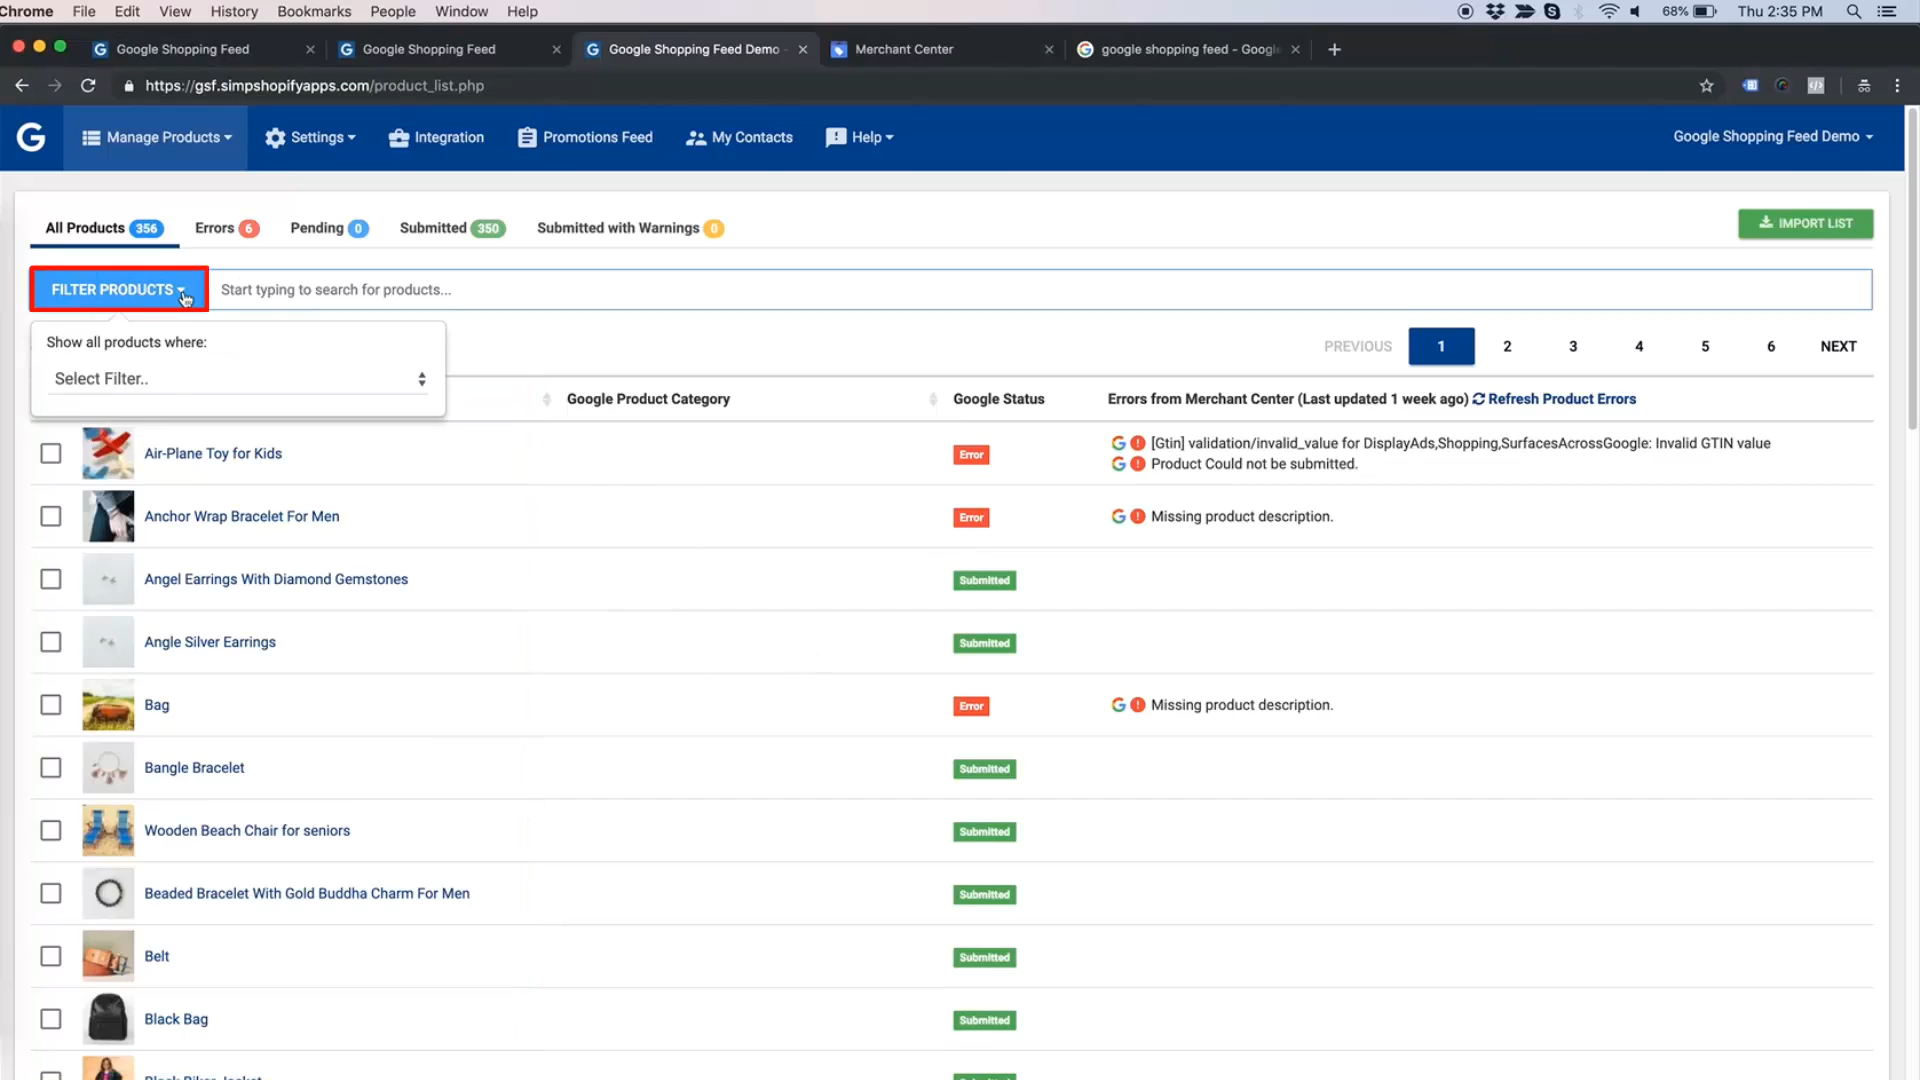 Chrome File Edit View History Bookmarks People Window Help 68% Thu 2:35 PM
Google Shopping Feed Google Shopping Feed Google Shopping Feed Demo - Merchant Center google shopping feed - Googl
https://gsf.simpshopifyapps.com/product_list.php
Manage Products Settings Integration Promotions Feed My Contacts Help Google Shopping Feed Demo
All Products 356 Errors 6 Pending 0 Submitted 350 Submitted with Warnings 0 IMPORT LIST
FILTER PRODUCTS Start typing to search for products...
Show all products where:
PREVIOUS 1 2 3 4 5 6 NEXT
Select Filter..
Google Product Category Google Status Errors from Merchant Center (Last updated 1 week ago) Refresh Product Errors
Air-Plane Toy for Kids Error [Gtin] validation/invalid_value for DisplayAds,Shopping,SurfacesAcrossGoogle: Invalid GTIN value
Product Could not be submitted.
Anchor Wrap Bracelet For Men Error Missing product description.
Angel Earrings With Diamond Gemstones Submitted
Angle Silver Earrings Submitted
Bag Error Missing product description.
Bangle Bracelet Submitted
Wooden Beach Chair for seniors Submitted
Beaded Bracelet With Gold Buddha Charm For Men Submitted
Belt Submitted
Black Bag Submitted